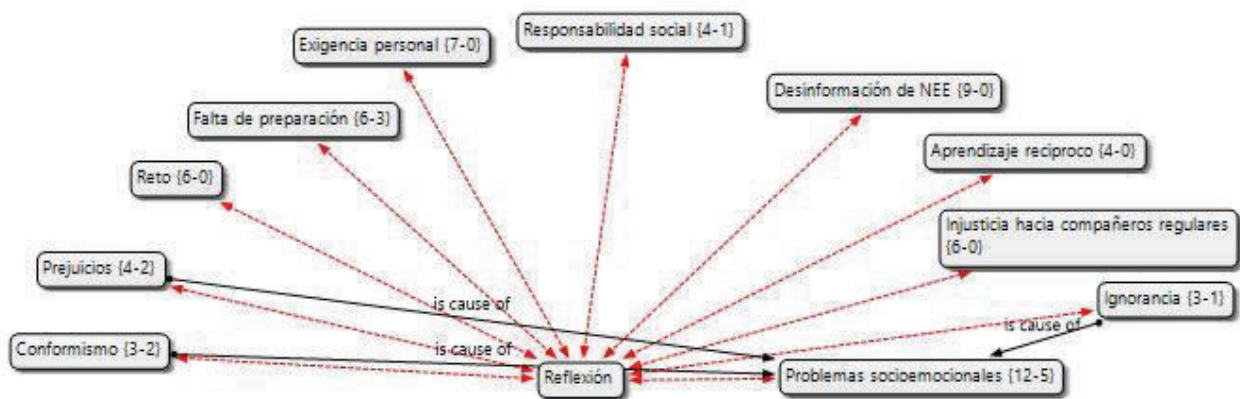 Responsabilidad social {4-1}
Exigencia personal {7-0}
Desinformación de NEE {9-0}
Falta de preparación {6-3}
Aprendizaje reciproco {4-0}
Reto {6-0}
Injusticia hacia compañeros regulares
{6-0}
Prejuicios {4-2}
Ignorancia {3-1}
is cause of
is cause of
Conformismo {3-2}
is cause of
Reflexión
Problemas socioemocionales {12-5}